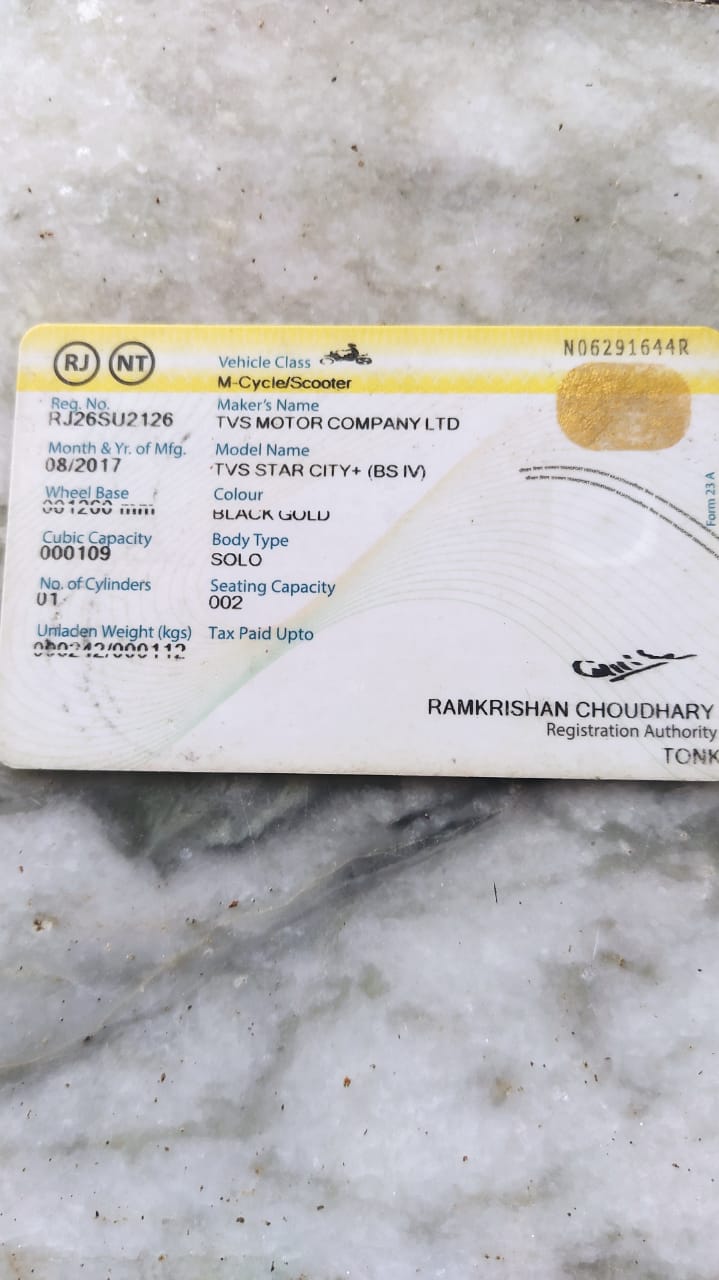 RJ NT
Vehicle Class
N06291644R
M-Cycle/Scooter
Reg. No.
RJ26SU2126
Maker's Name
TVS MOTOR COMPANY LTD
Month & Yr. of Mfg.
08/2017
Model Name
TVS STAR CITY+ (BS IV)
Wheel Base
001260 mm
Colour
BLACK GOLD
Cubic Capacity
000109
Body Type
SOLO
No. of Cylinders
01
Seating Capacity
002
Unladen Weight (kgs)
000242/000112
Tax Paid Upto
Form 23 A
RAMKRISHAN CHOUDHARY
Registration Authority
TONK